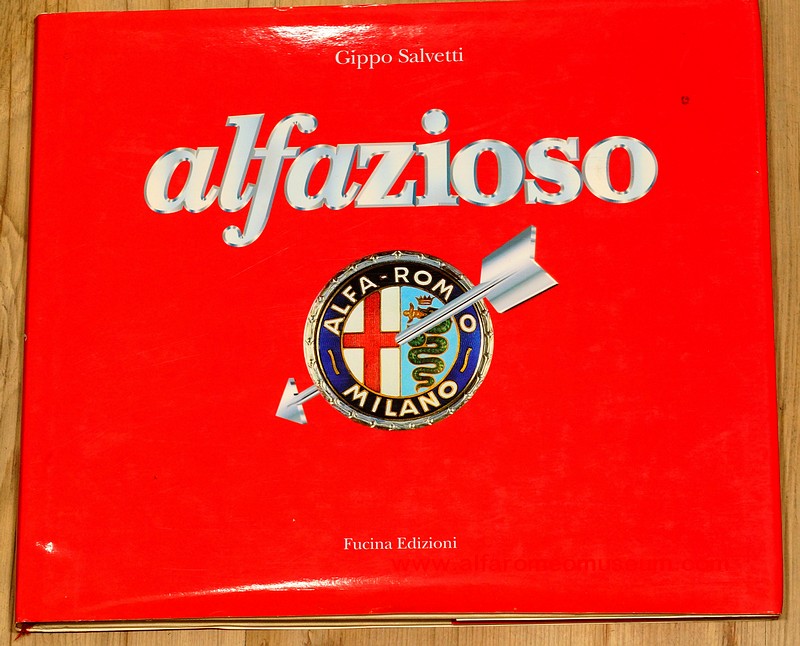 Gippo Salvetti
alfazioso
ALFA-ROMEO
MILANO
Fucina Edizioni
www.alfaromeomuseum.com